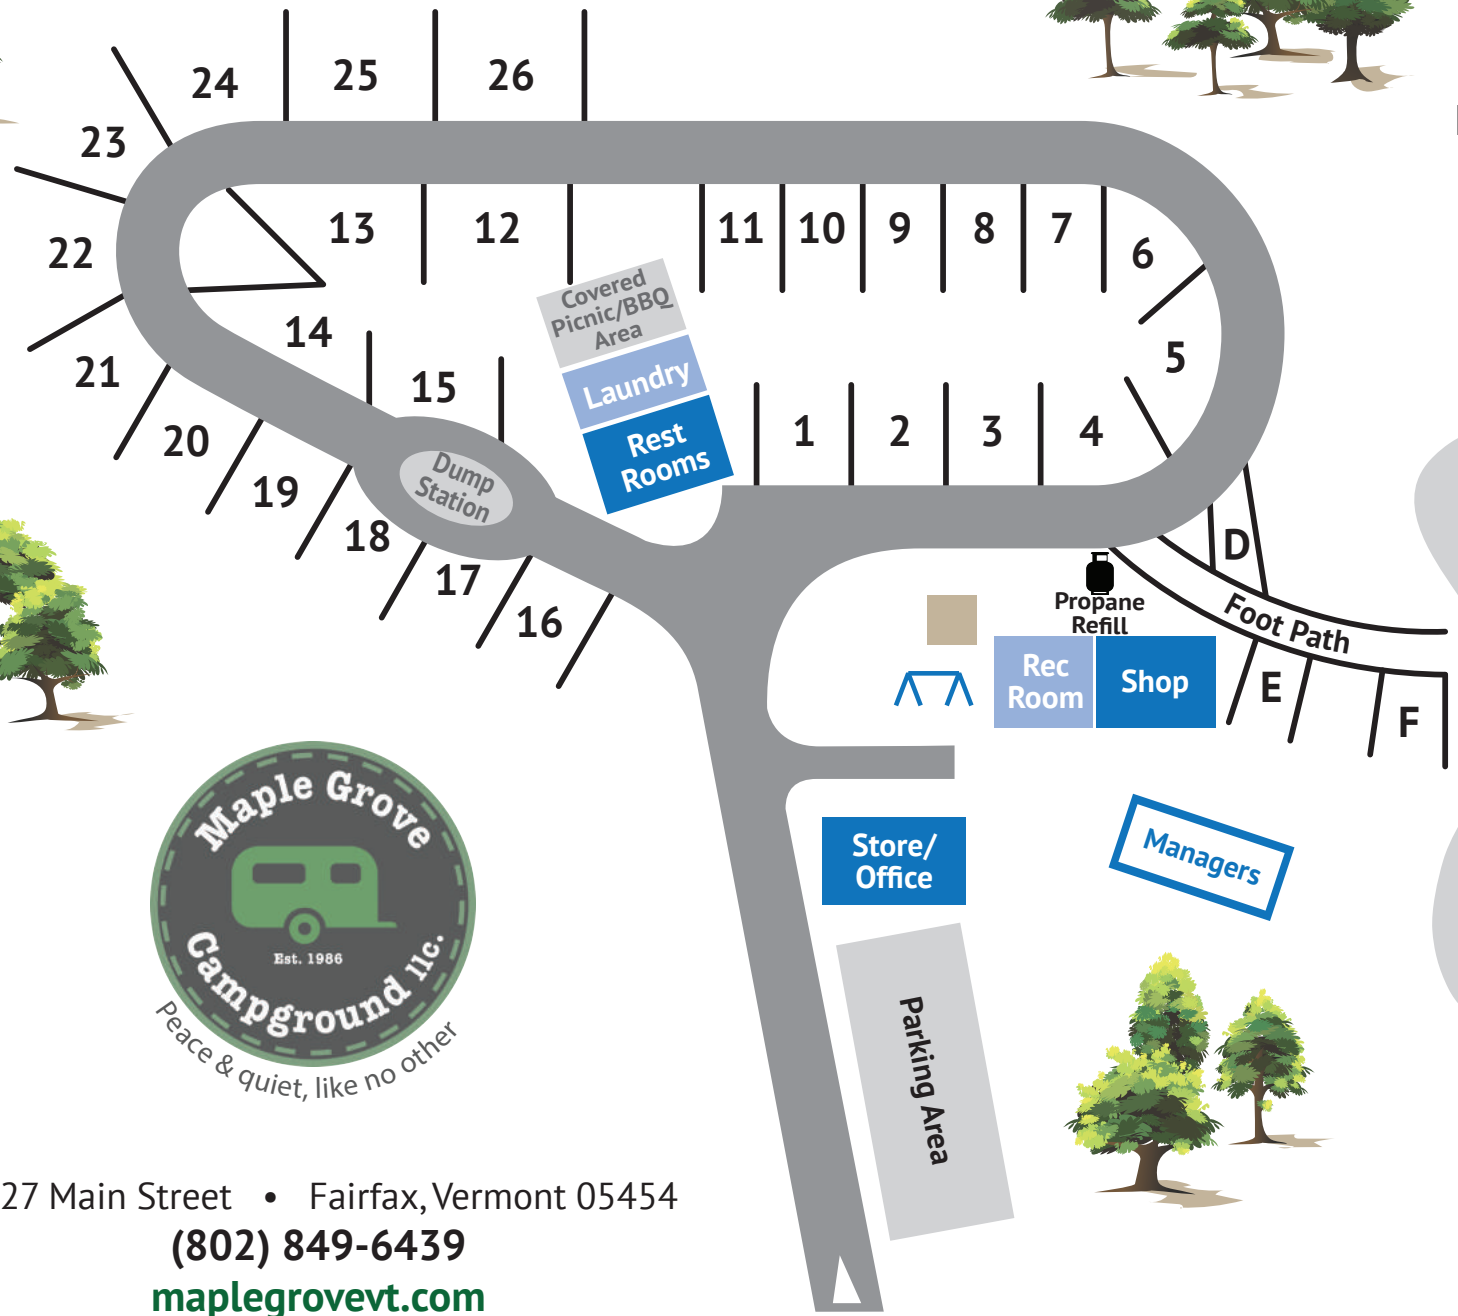 24
25
26
23
22
21
20
19
18
17
16
13
12
11
10
9
8
7
6
5
14
15
1
2
3
4
Covered
Picnic/BBQ
Area
Laundry
Rest
Rooms
Dump
Station
D
Foot Path
E
F
Propane
Refill
Rec
Room
Shop
Store/
Office
Managers
Parking Area
Maple Grove
Est. 1986
Campground llc.
Peace & quiet, like no other
27 Main Street • Fairfax, Vermont 05454
(802) 849-6439
maplegrovevt.com